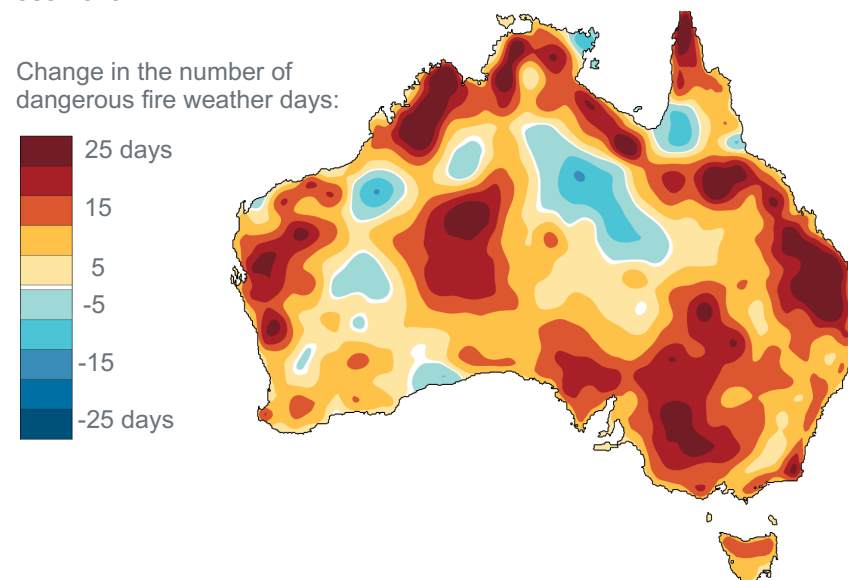 Change in the number of
dangerous fire weather days:
25 days
15
5
-5
-15
-25 days